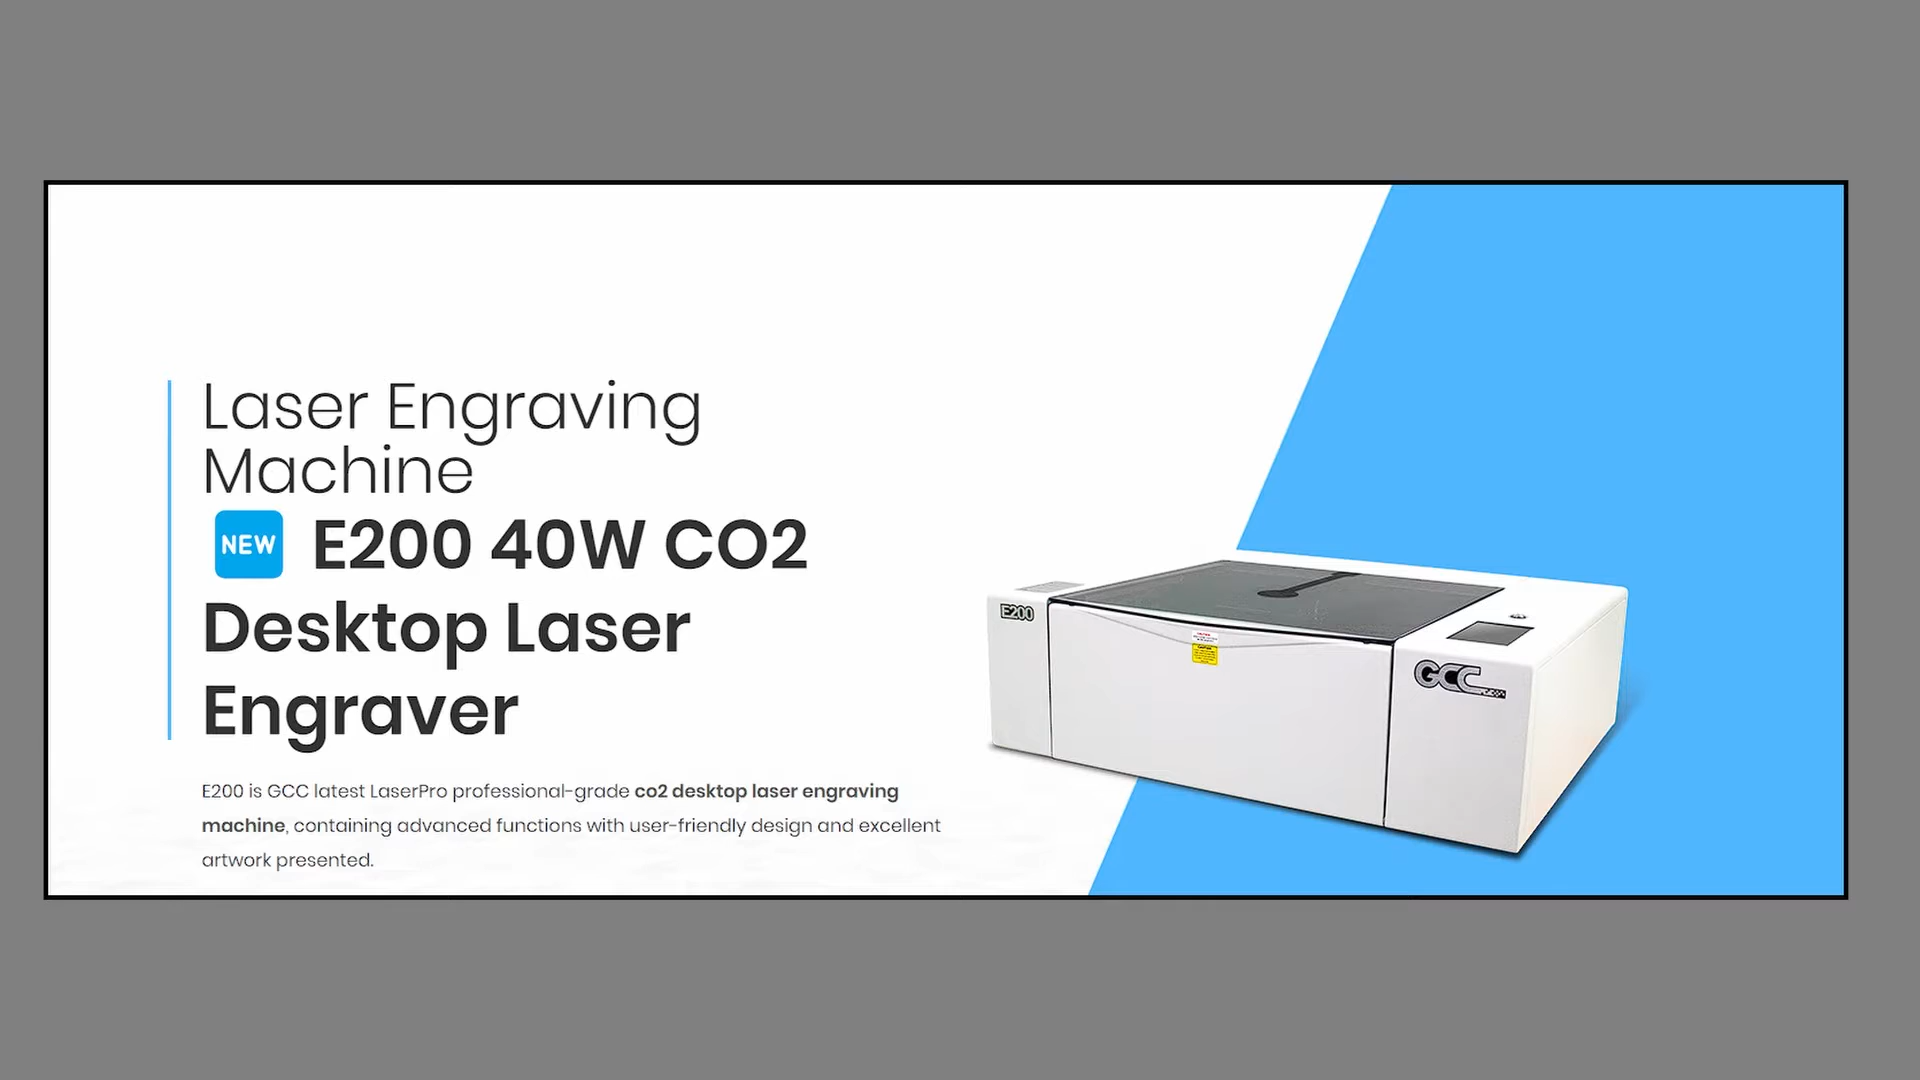 Laser Engraving
Machine
NEW E200 40W CO2
Desktop Laser
Engraver
E200 is GCC latest LaserPro professional-grade co2 desktop laser engraving
machine, containing advanced functions with user-friendly design and excellent
artwork presented.
E200
GCC